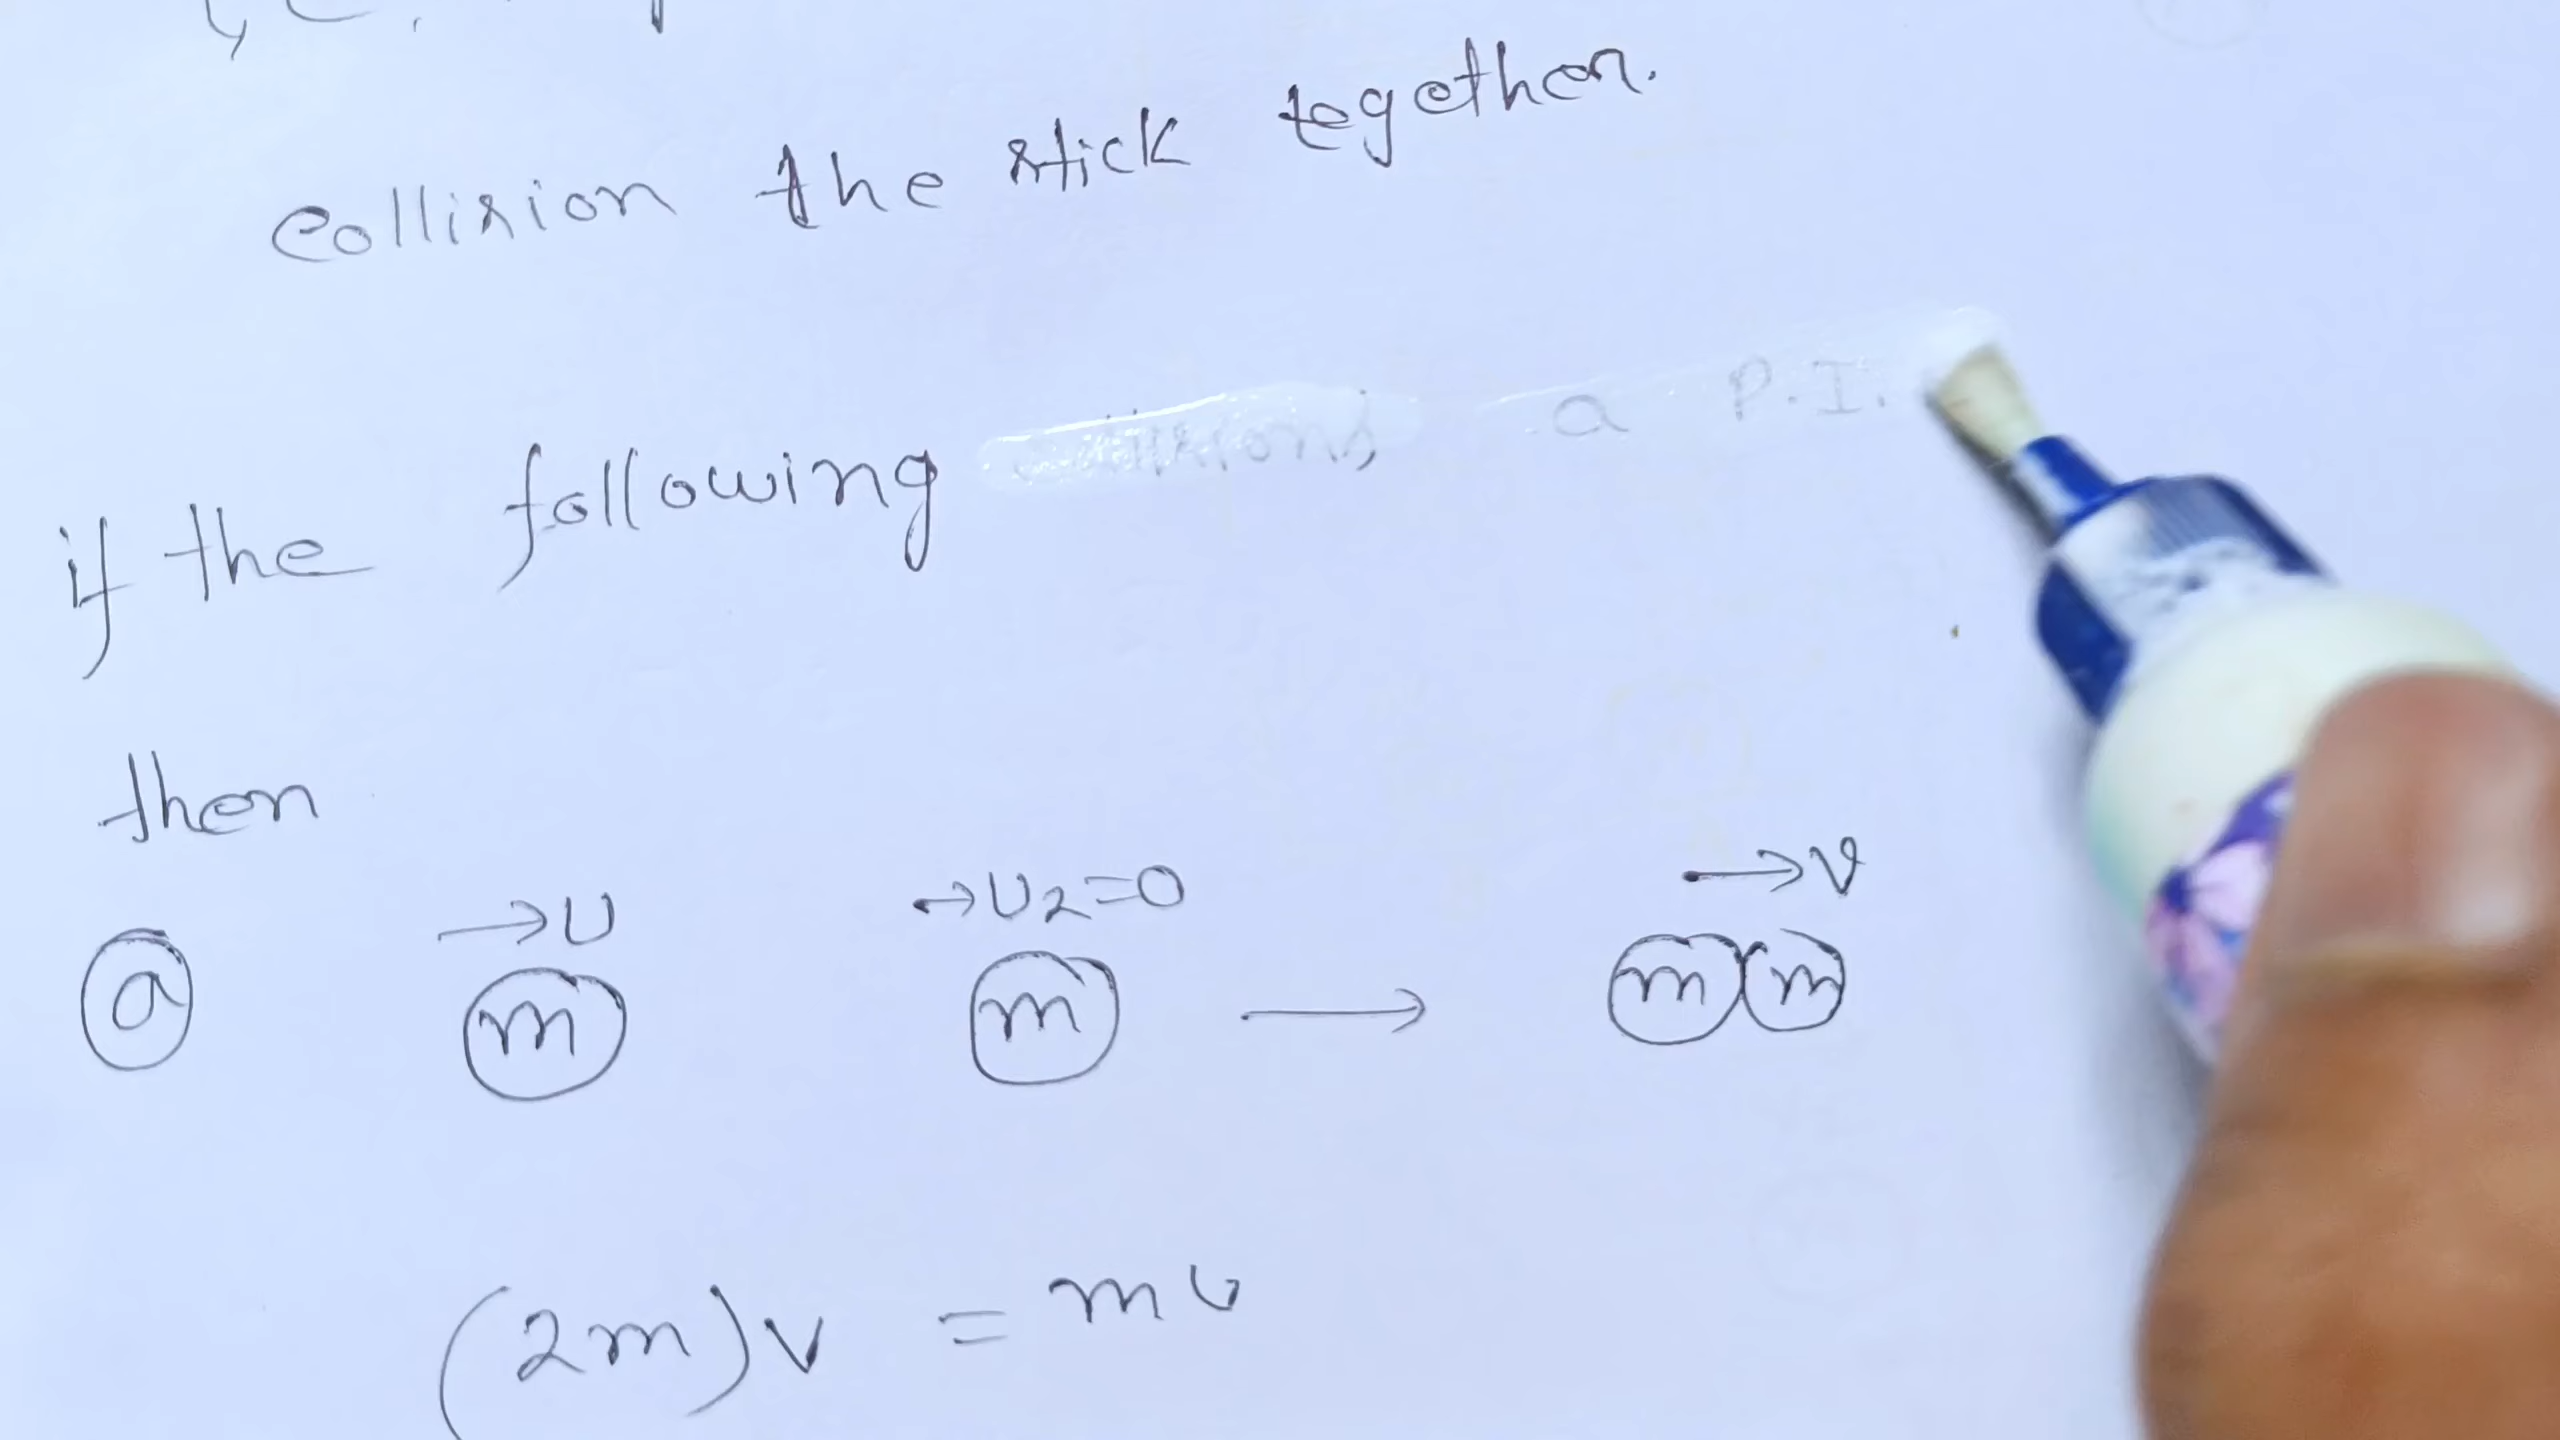 collision the stick together.
if the following a P.I.
then
→ U → U2=0 → V
a m m → m m
(2m)v = mu